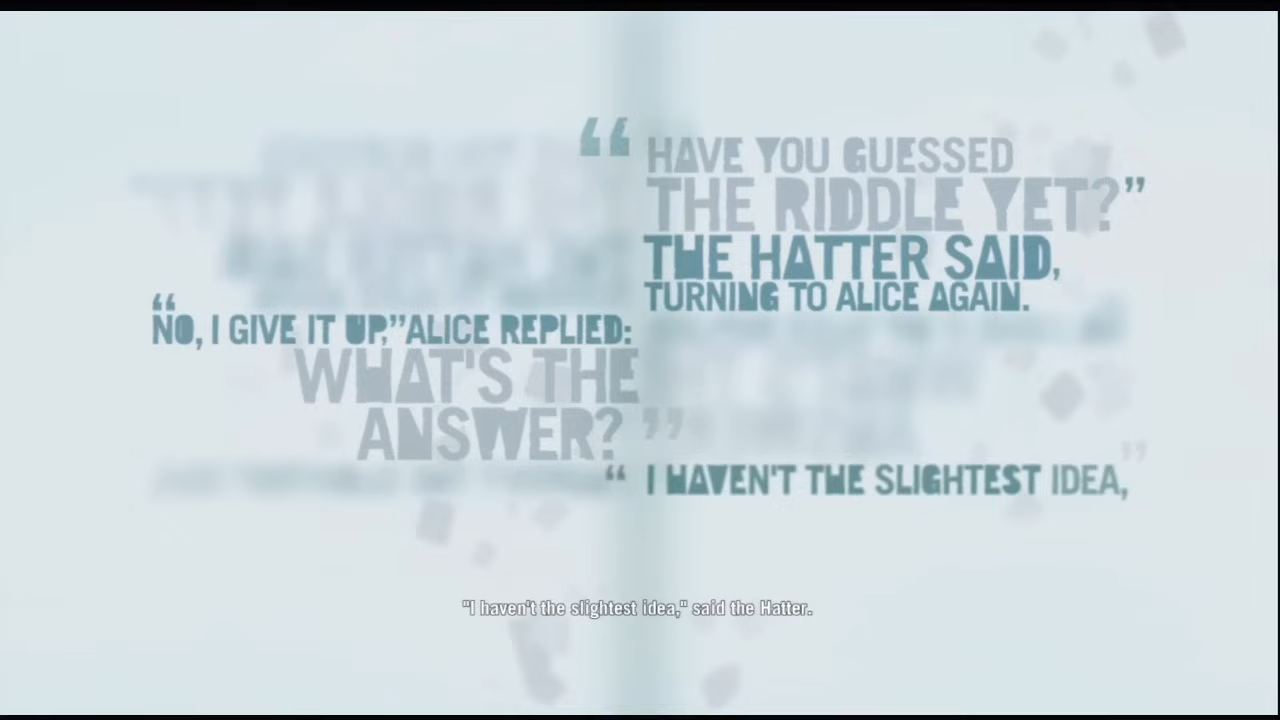 “ HAVE YOU GUESSED
THE RIDDLE YET?”
THE HATTER SAID,
TURNING TO ALICE AGAIN.
“NO, I GIVE IT UP,”ALICE REPLIED:
WHAT'S THE
ANSWER? ”
“ I HAVEN'T THE SLIGHTEST IDEA, ”
"I haven't the slightest idea," said the Hatter.